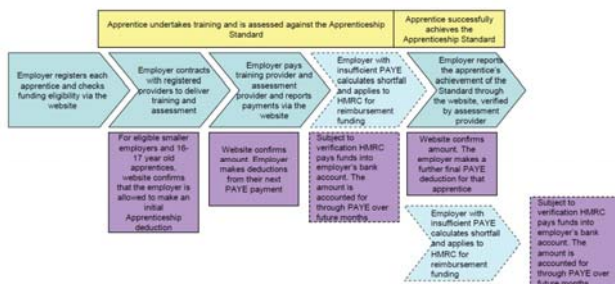 Apprentice undertakes training and is assessed against the Apprenticeship
Standard
Apprentice successfully
achieves the
Apprenticeship Standard
Employer registers each
apprentice and checks
funding eligibility via the
website
Employer contracts with
registered providers to
deliver training and
assessment
Employer pays
training provider and
assessment
provider and reports
payments via the
website
Employer with
insufficient PAYE
calculates shortfall
and applies to
HMRC for
reimbursement
funding
Employer reports
the apprentice's
achievement of the
Standard through
the website, verified
by assessment
provider
For eligible smaller
employers and 16-
17 year old
apprentices,
website confirms
that the employer is
allowed to make an
initial
Apprenticeship
deduction
Website confirms
amount. Employer
makes deductions
from their next
PAYE payment
Subject to
verification HMRC
pays funds into
employer's bank
account. The
amount is
accounted for
through PAYE over
future months
Website confirms
amount. The
employer makes a
further final PAYE
deduction for that
apprentice
Employer with
insufficient PAYE
calculates shortfall
and applies to
HMRC for
reimbursement
funding
Subject to
verification HMRC
pays funds into
employer's bank
account. The
amount is
accounted for
through PAYE over
future months